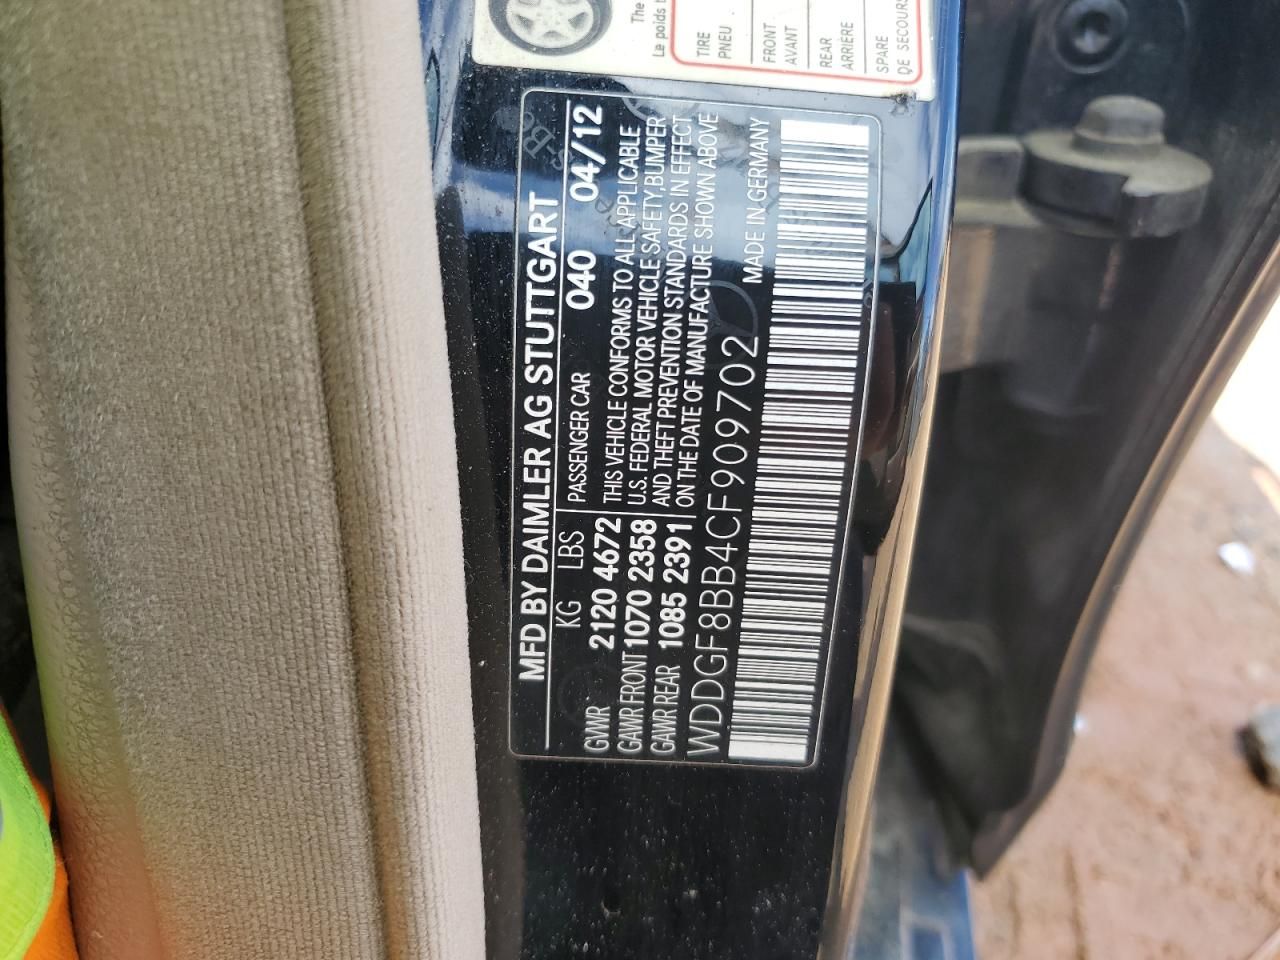 The
Le poids t
TIRE
PNEU
FRONT
AVANT
REAR
ARRIÈRE
SPARE
DE SECOURS
MFD BY DAIMLER AG STUTTGART
KG LBS PASSENGER CAR 040 04/12
GVWR 2120 4672 THIS VEHICLE CONFORMS TO ALL APPLICABLE
GAWR FRONT 1070 2358 U.S. FEDERAL MOTOR VEHICLE SAFETY,BUMPER
GAWR REAR 1085 2391 AND THEFT PREVENTION STANDARDS IN EFFECT
ON THE DATE OF MANUFACTURE SHOWN ABOVE
WDDGF8BB4CF909702 MADE IN GERMANY